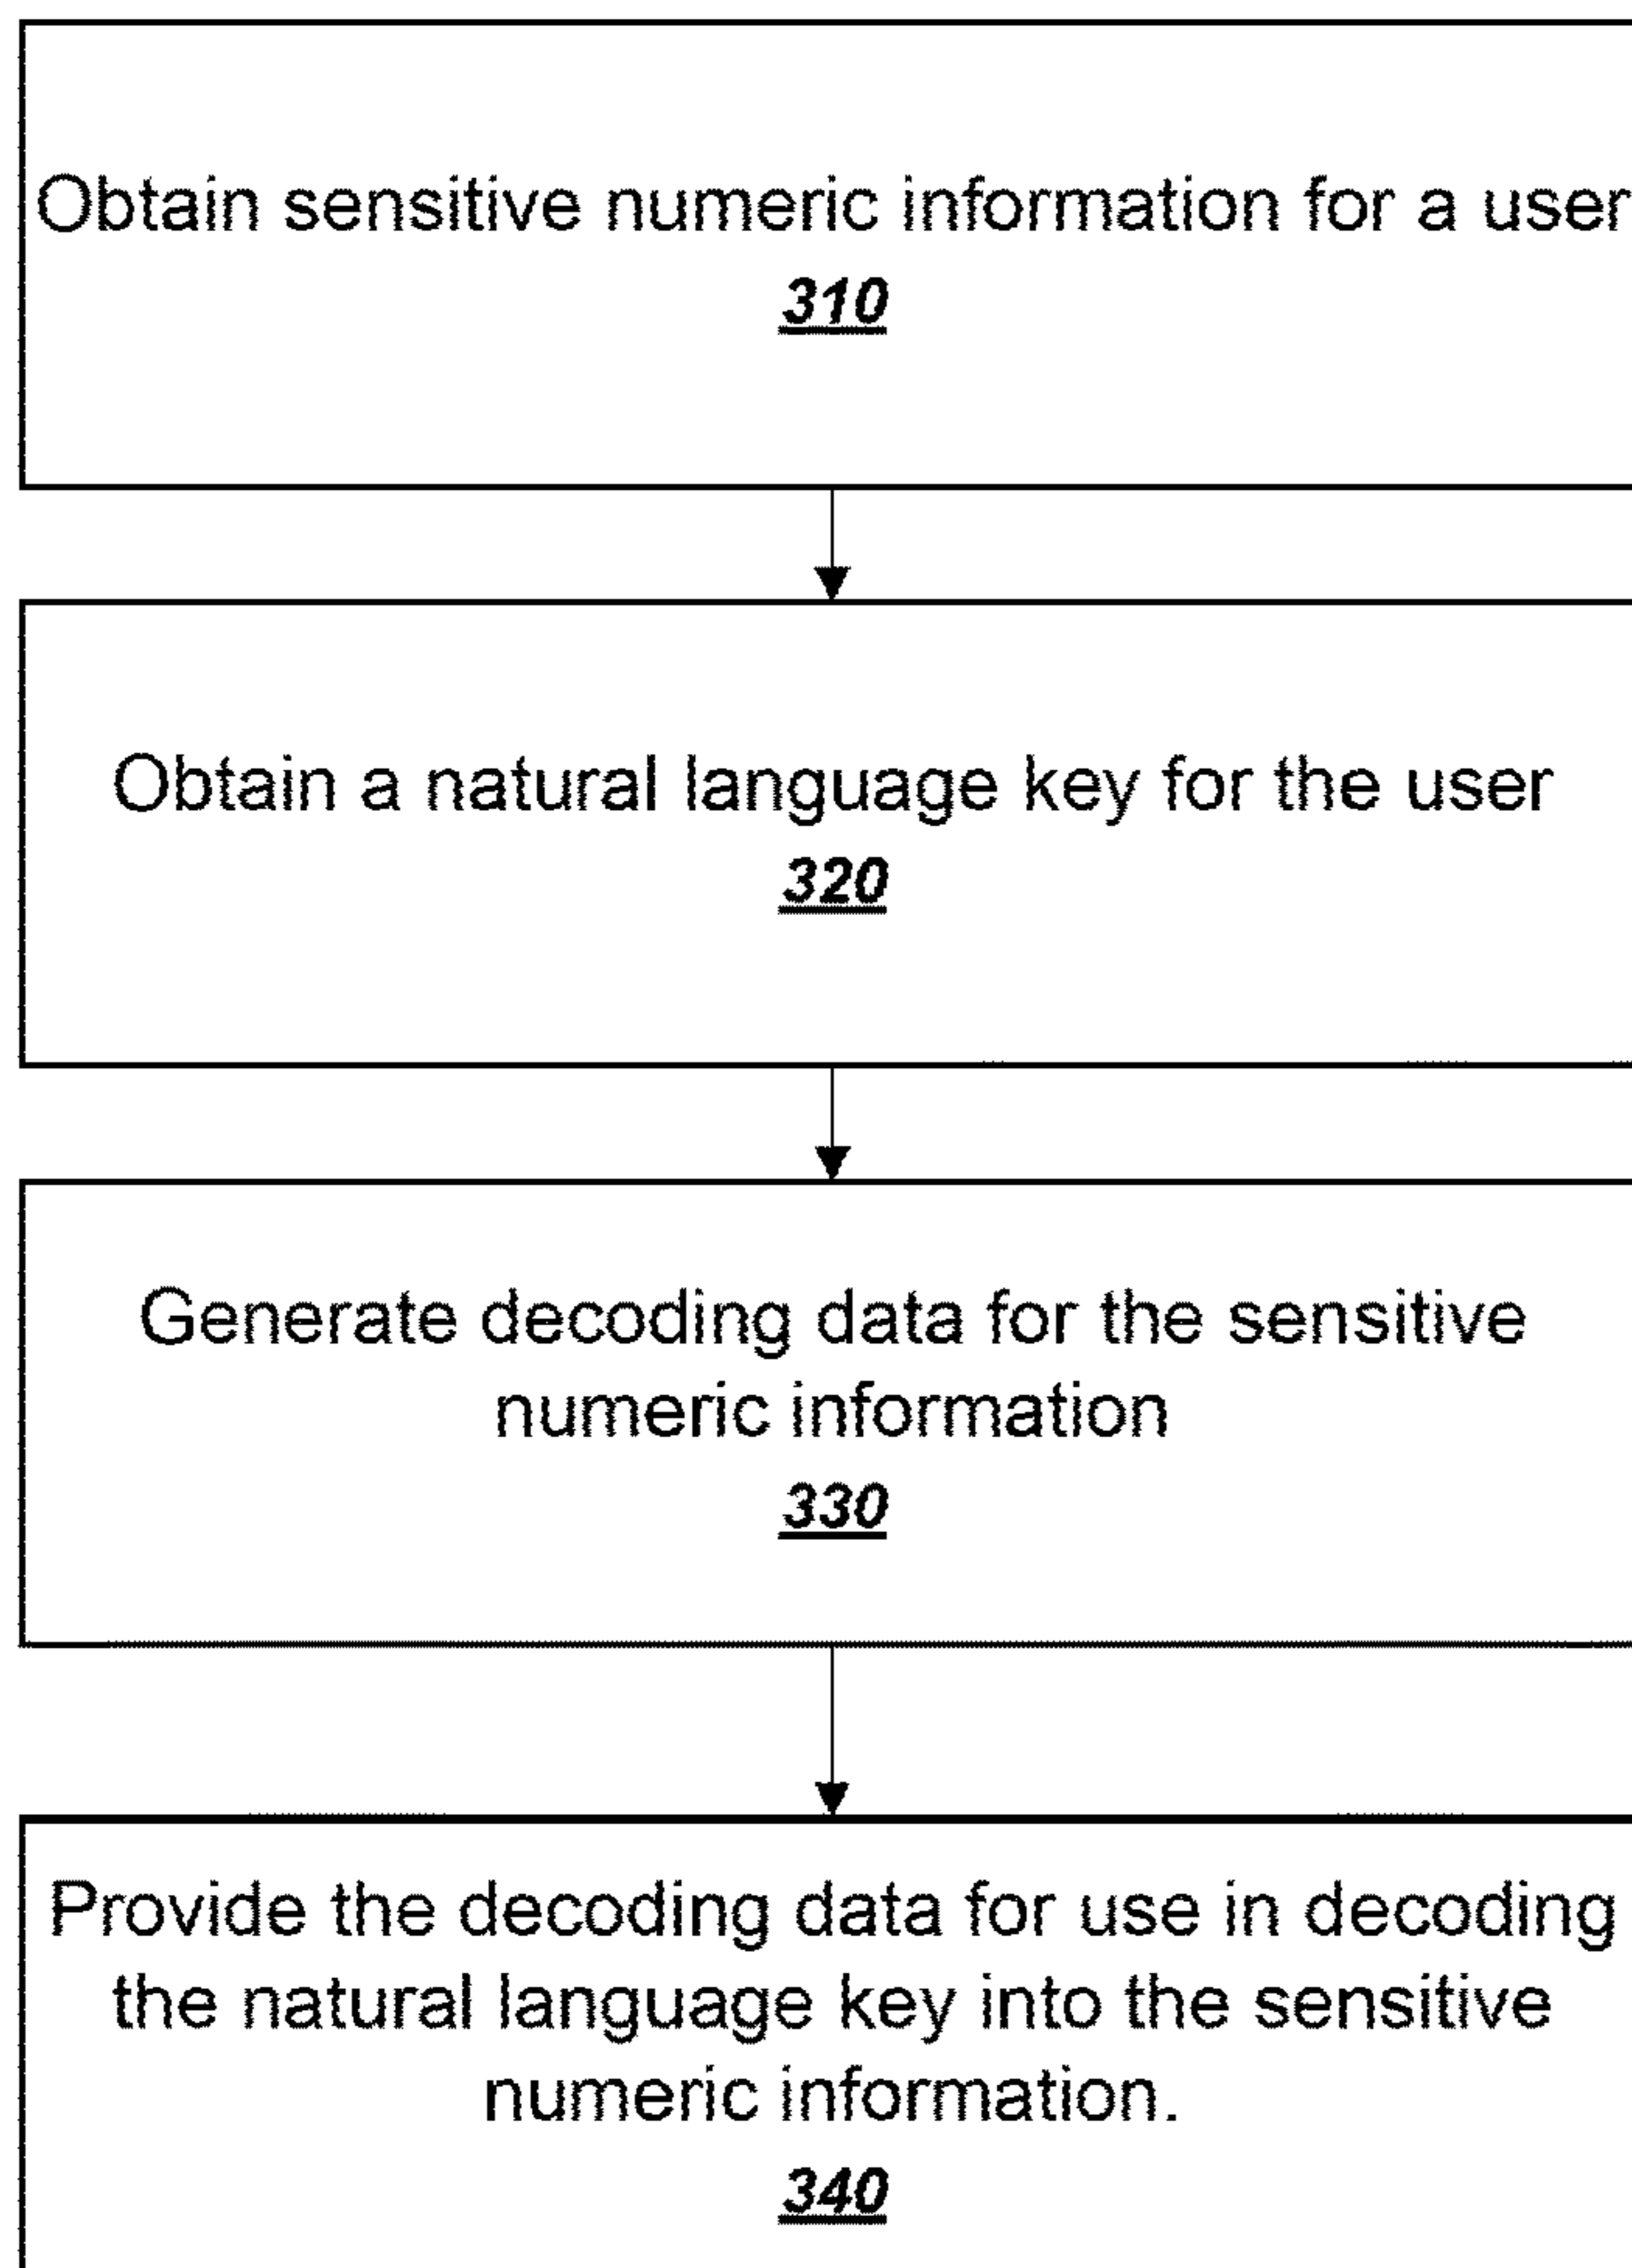 Obtain sensitive numeric information for a user
310
Obtain a natural language key for the user
320
Generate decoding data for the sensitive
numeric information
330
Provide the decoding data for use in decoding
the natural language key into the sensitive
numeric information.
340